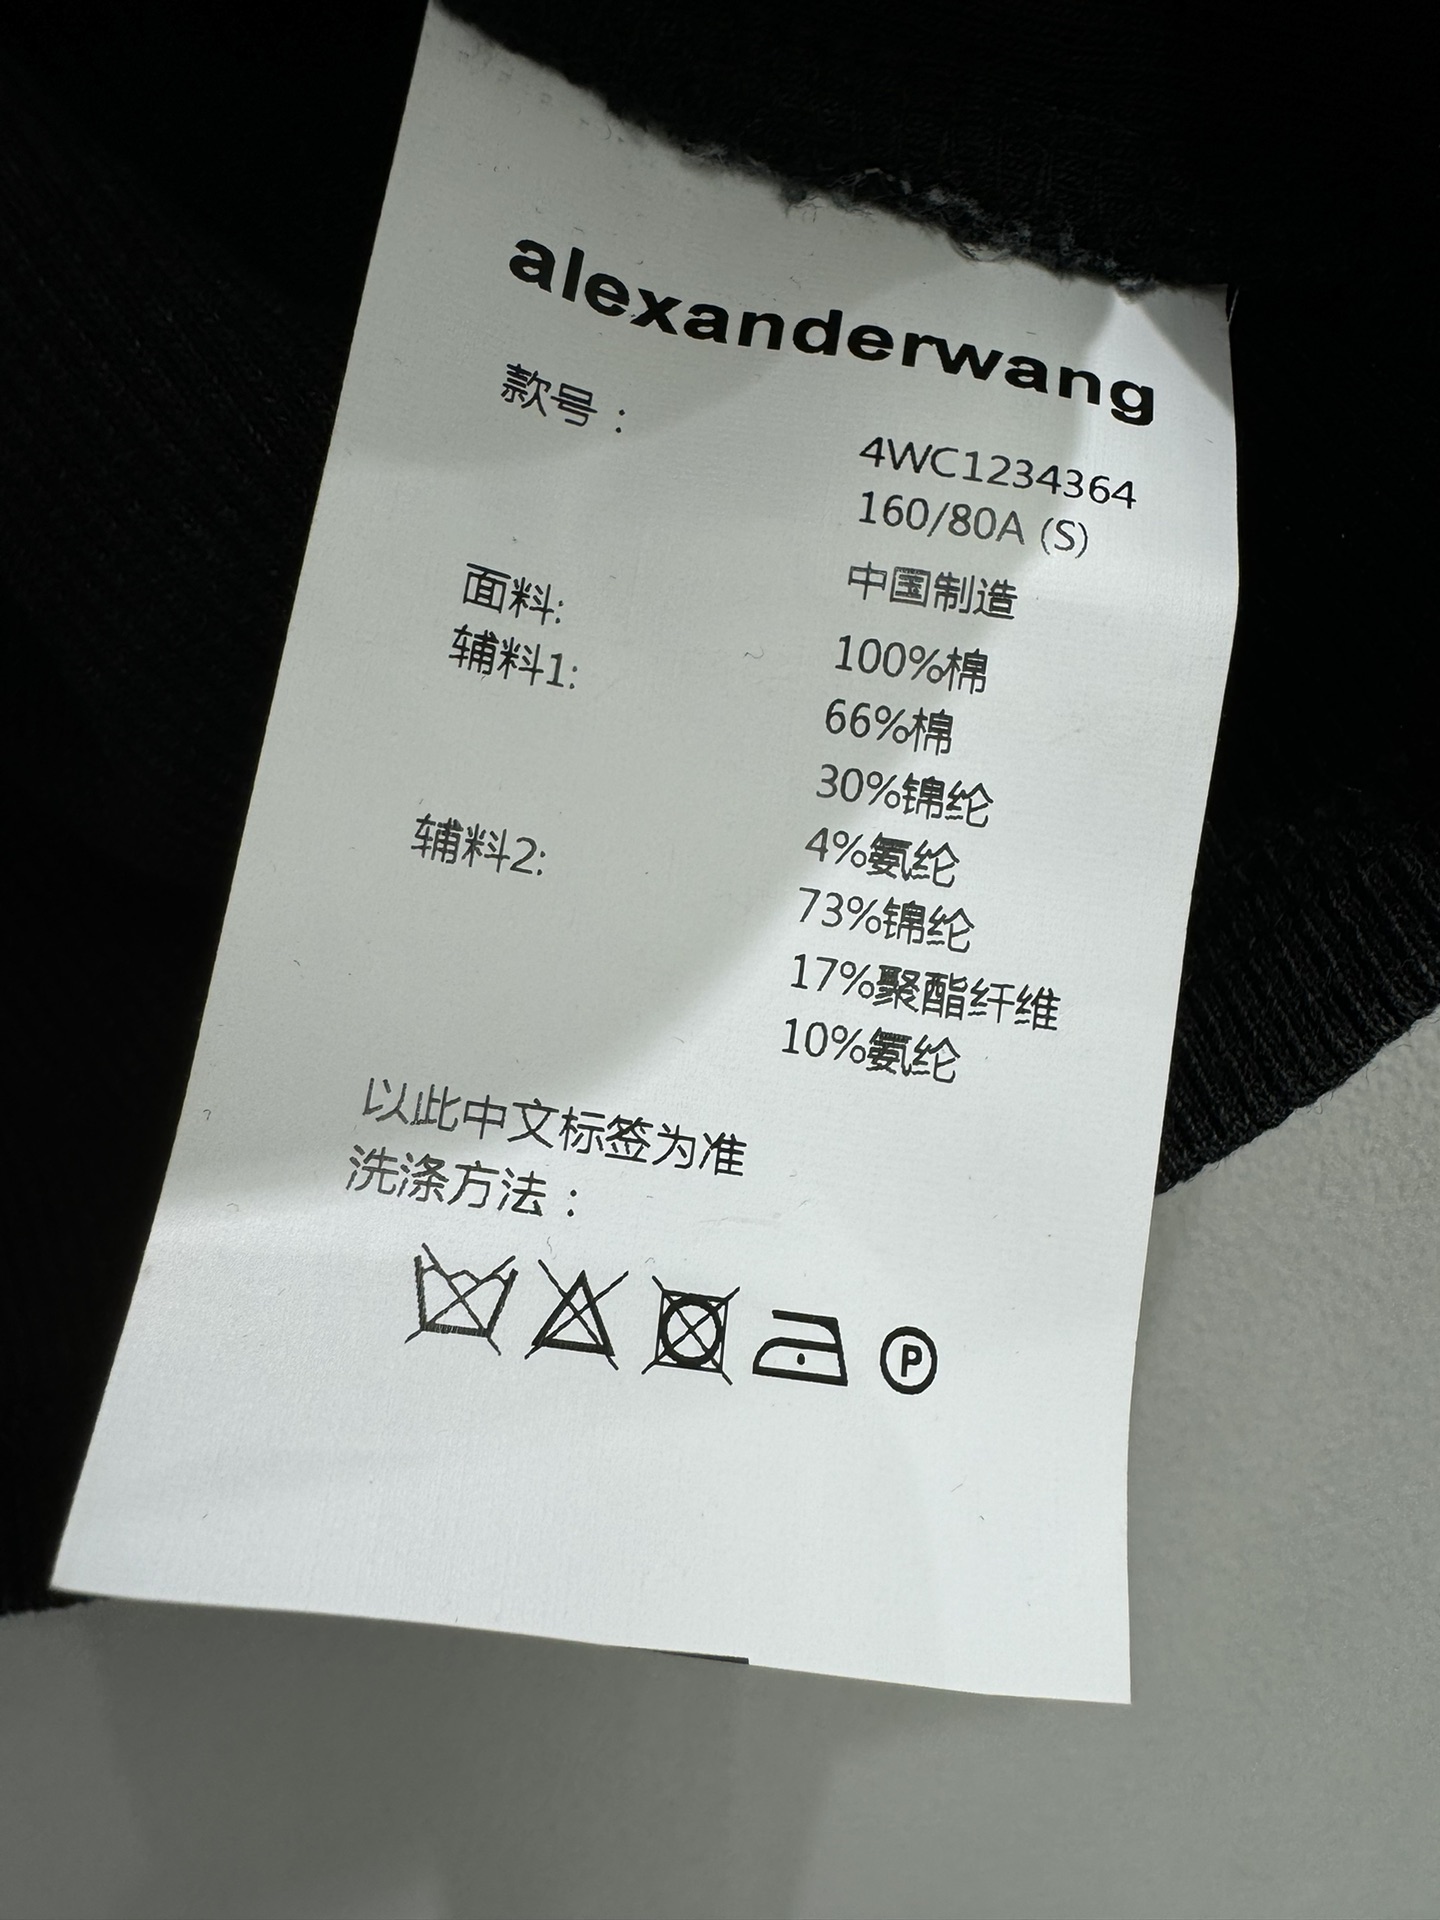 alexanderwang
款号：
4WC1234364
160/80A (S)
中国制造
面料: 100%棉
辅料1: 66%棉
30%锦纶
4%氨纶
辅料2: 73%锦纶
17%聚酯纤维
10%氨纶
以此中文标签为准
洗涤方法：
P